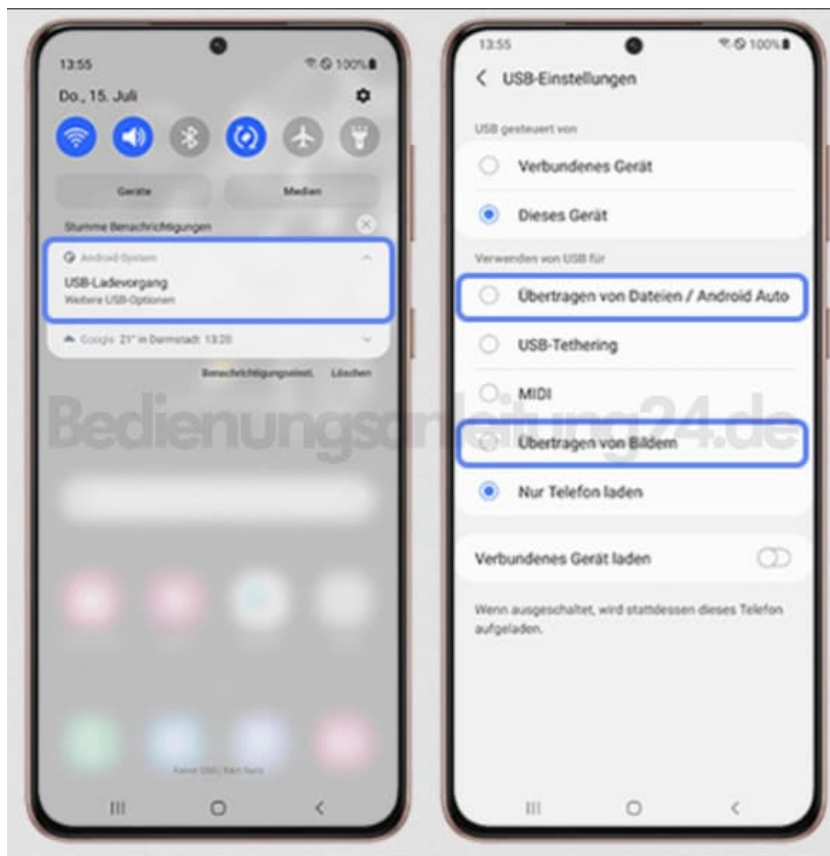 13:55
100%
Do., 15. Juli
Geräte
Medien
Stumme Benachrichtigungen
Android-System
USB-Ladevorgang
Weitere USB-Optionen
Google 21° in Darmstadt 13:20
Benachrichtigungseinst. Löschen
13:55
100%
USB-Einstellungen
USB gesteuert von
Verbundenes Gerät
Dieses Gerät
Verwenden von USB für
Übertragen von Dateien / Android Auto
USB-Tethering
MIDI
Übertragen von Bildern
Nur Telefon laden
Verbundenes Gerät laden
Wenn ausgeschaltet, wird stattdessen dieses Telefon
aufgeladen.
Bedienungsanleitung24.de